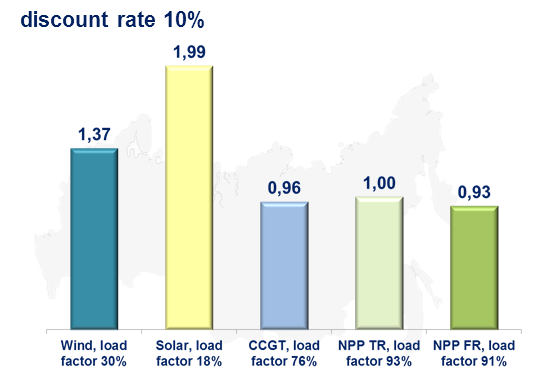 discount rate 10%
1,99
1,37
0,96
1,00
0,93
Wind, load
factor 30%
Solar, load
factor 18%
CCGT, load
factor 76%
NPP TR, load
factor 93%
NPP FR, load
factor 91%